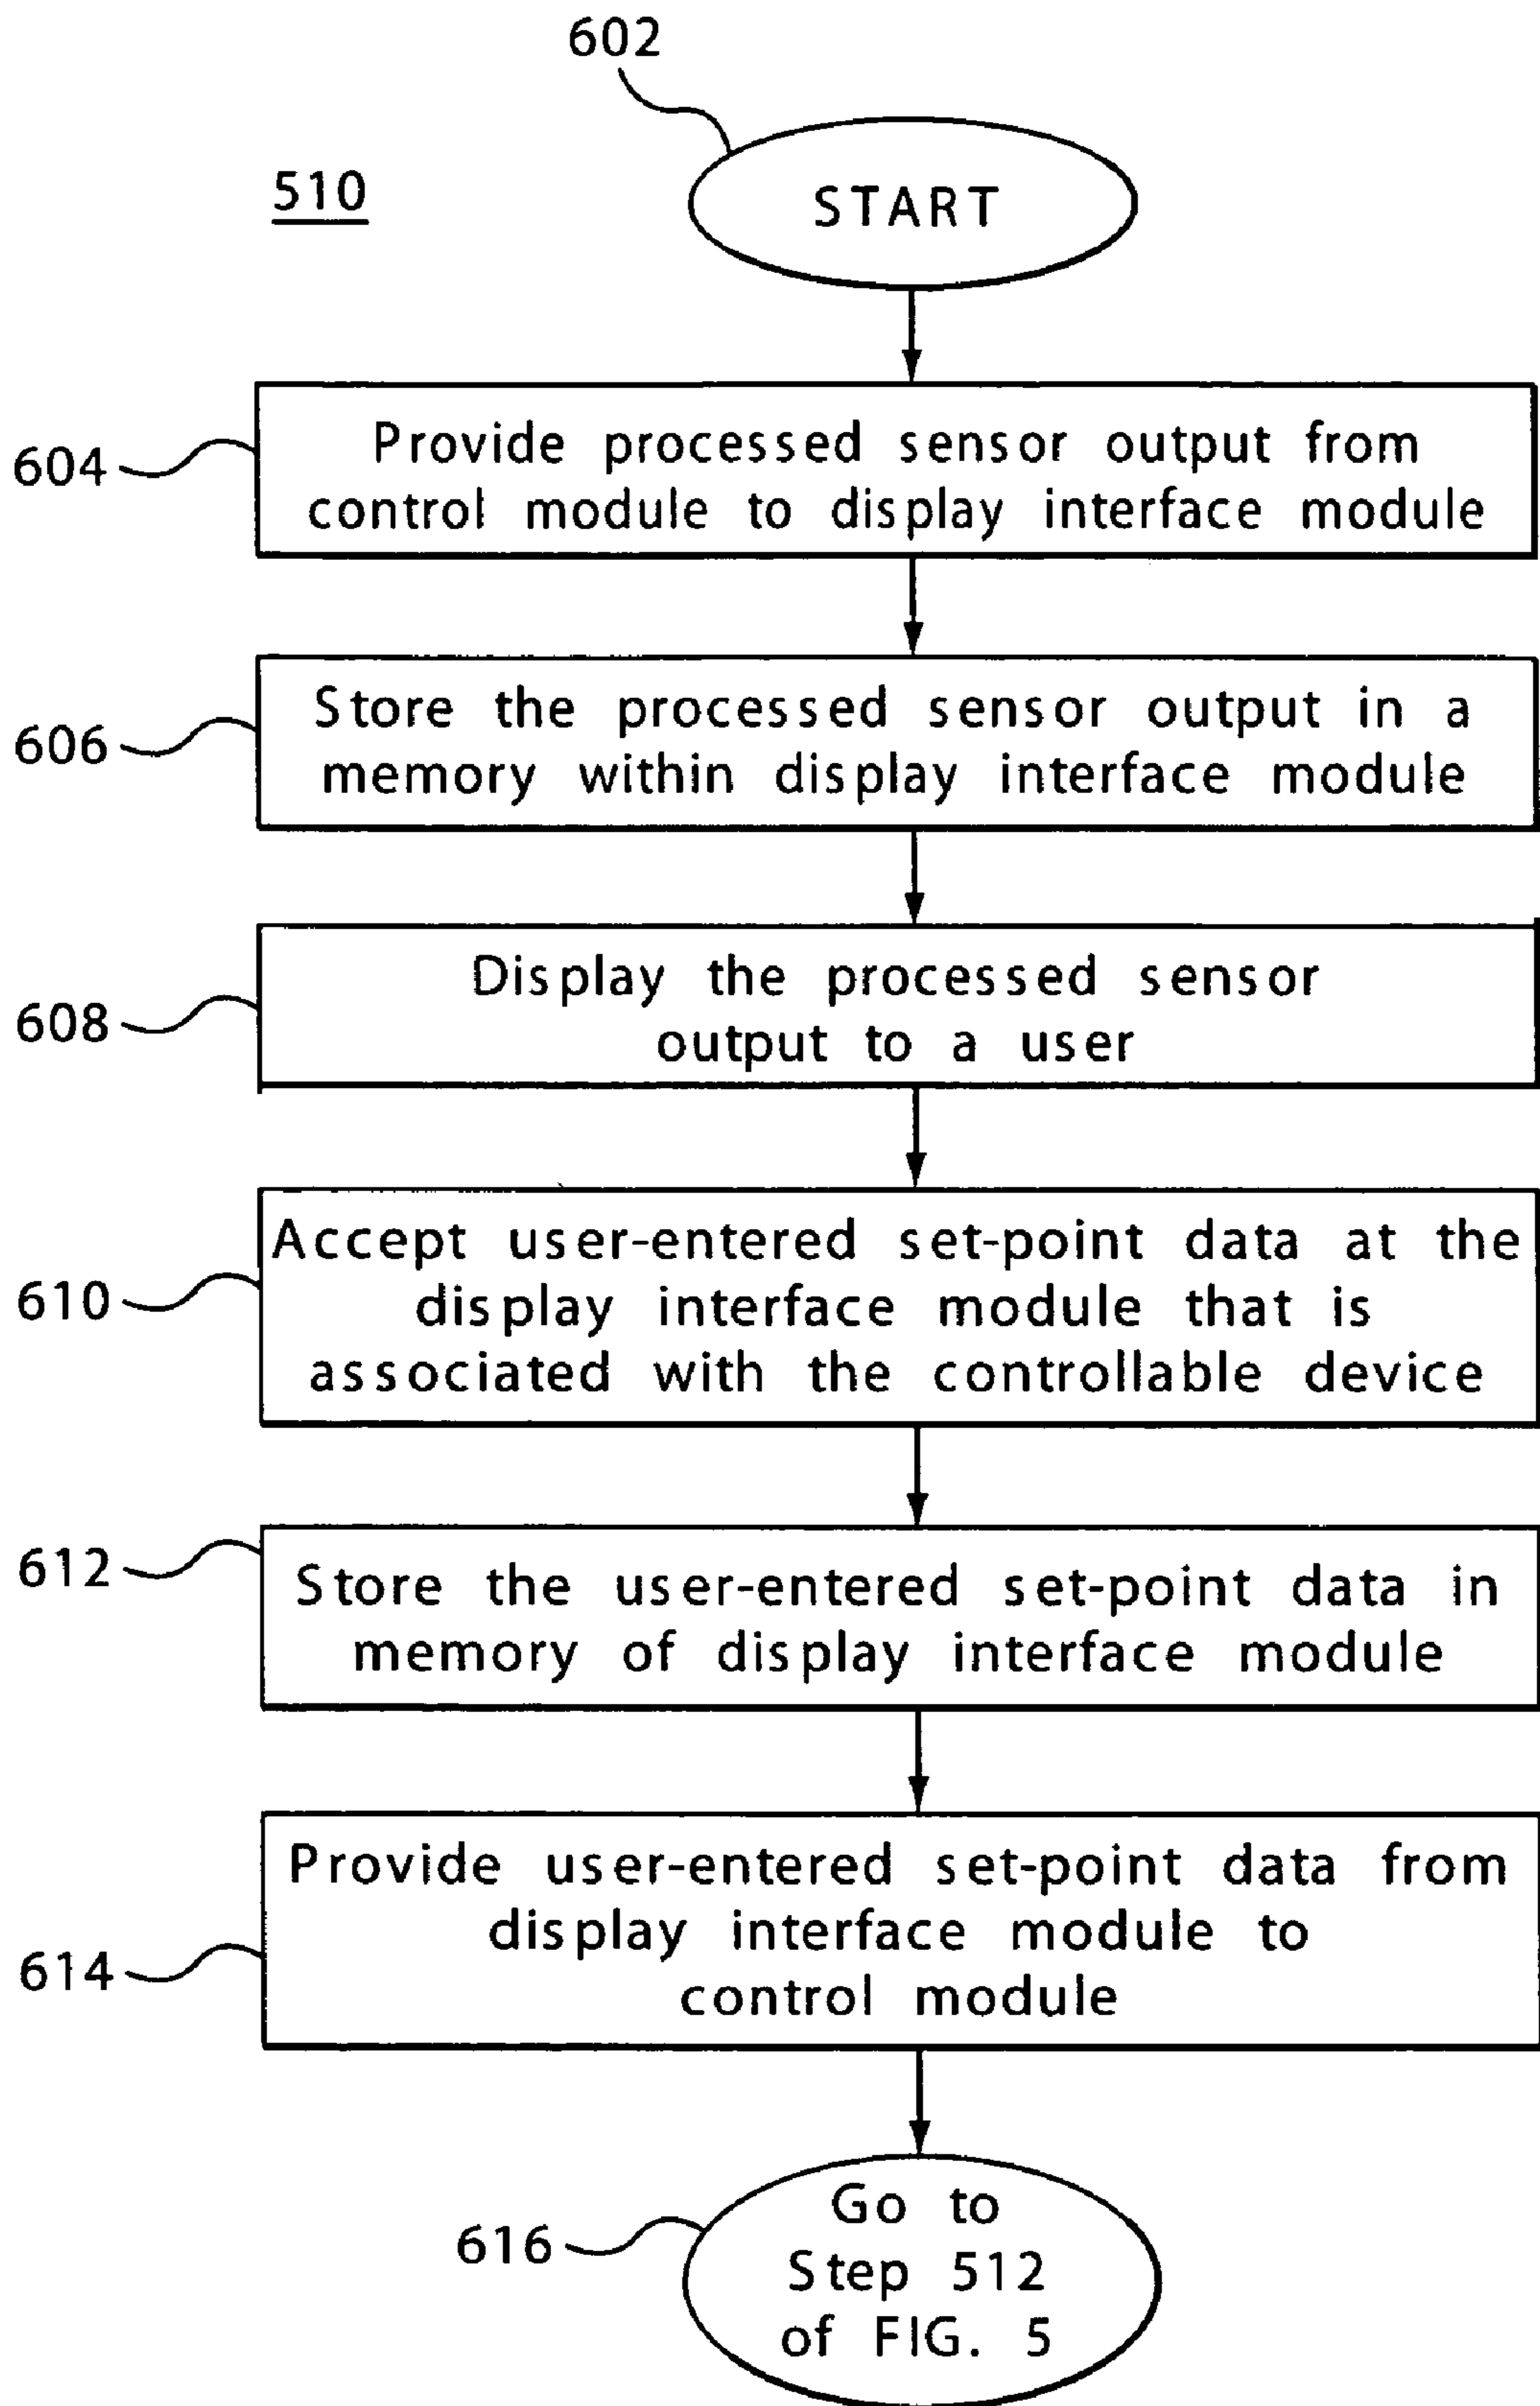 602
510
START
604
Provide processed sensor output from
control module to display interface module
606
Store the processed sensor output in a
memory within display interface module
608
Display the processed sensor
output to a user
610
Accept user-entered set-point data at the
display interface module that is
associated with the controllable device
612
Store the user-entered set-point data in
memory of display interface module
614
Provide user-entered set-point data from
display interface module to
control module
616
Go to
Step 512
of FIG. 5